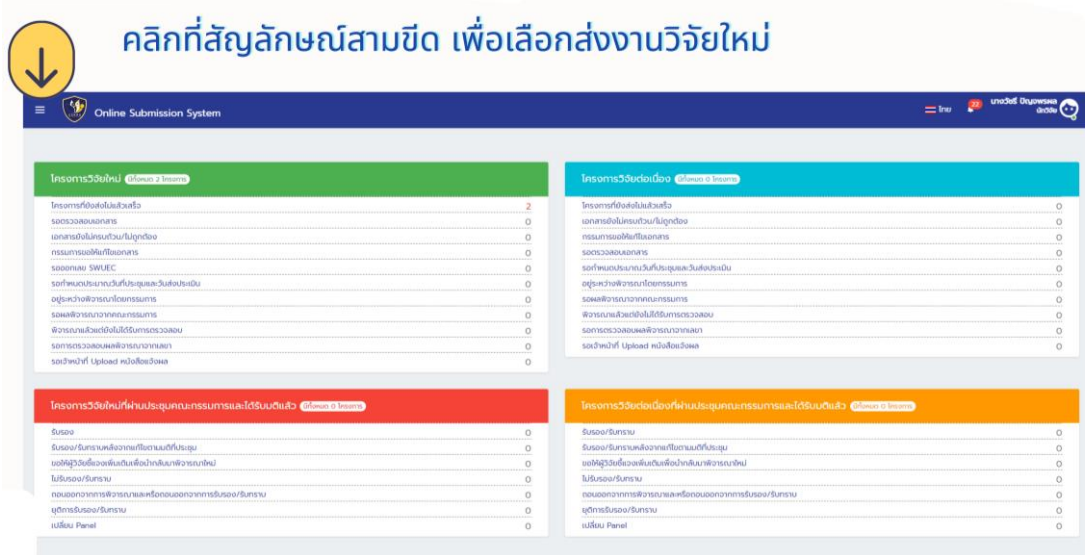 คลิกที่สัญลักษณ์สามขีด เพื่อเลือกส่งงานวิจัยใหม่
Online Submission System
ไทย
22
นักวิจัย
โครงการวิจัยใหม่ มีทั้งหมด 2 โครงการ
โครงการที่ยังส่งไม่แล้วเสร็จ 2
รอตรวจสอบเอกสาร 0
เอกสารยังไม่ครบถ้วน/ไม่ถูกต้อง 0
กรรมการขอให้แก้ไขเอกสาร 0
รอออกเลข SWUEC 0
รอกำหนดประมาณวันที่ประชุมและวันส่งประเมิน 0
อยู่ระหว่างพิจารณาโดยกรรมการ 0
รอผลพิจารณาจากคณะกรรมการ 0
พิจารณาแล้วแต่ยังไม่ได้รับการตรวจสอบ 0
รอการตรวจสอบผลพิจารณาจากเลขา 0
รอเจ้าหน้าที่ Upload หนังสือแจ้งผล 0
โครงการวิจัยต่อเนื่อง มีทั้งหมด 0 โครงการ
โครงการที่ยังส่งไม่แล้วเสร็จ 0
เอกสารยังไม่ครบถ้วน/ไม่ถูกต้อง 0
กรรมการขอให้แก้ไขเอกสาร 0
รอตรวจสอบเอกสาร 0
รอกำหนดประมาณวันที่ประชุมและวันส่งประเมิน 0
อยู่ระหว่างพิจารณาโดยกรรมการ 0
รอผลพิจารณาจากคณะกรรมการ 0
พิจารณาแล้วแต่ยังไม่ได้รับการตรวจสอบ 0
รอการตรวจสอบผลพิจารณาจากเลขา 0
รอเจ้าหน้าที่ Upload หนังสือแจ้งผล 0
โครงการวิจัยใหม่ที่ผ่านประชุมคณะกรรมการและได้รับมติแล้ว มีทั้งหมด 0 โครงการ
รับรอง 0
รับรอง/รับทราบหลังจากแก้ไขตามมติที่ประชุม 0
ขอให้ผู้วิจัยชี้แจงเพิ่มเติมเพื่อนำกลับมาพิจารณาใหม่ 0
ไม่รับรอง/รับทราบ 0
ถอนออกจากการพิจารณาและหรือถอนออกจากการรับรอง/รับทราบ 0
ยุติการรับรอง/รับทราบ 0
เปลี่ยน Panel 0
โครงการวิจัยต่อเนื่องที่ผ่านประชุมคณะกรรมการและได้รับมติแล้ว มีทั้งหมด 0 โครงการ
รับรอง/รับทราบ 0
รับรอง/รับทราบหลังจากแก้ไขตามมติที่ประชุม 0
ขอให้ผู้วิจัยชี้แจงเพิ่มเติมเพื่อนำกลับมาพิจารณาใหม่ 0
ไม่รับรอง/รับทราบ 0
ถอนออกจากการพิจารณาและหรือถอนออกจากการรับรอง/รับทราบ 0
ยุติการรับรอง/รับทราบ 0
เปลี่ยน Panel 0